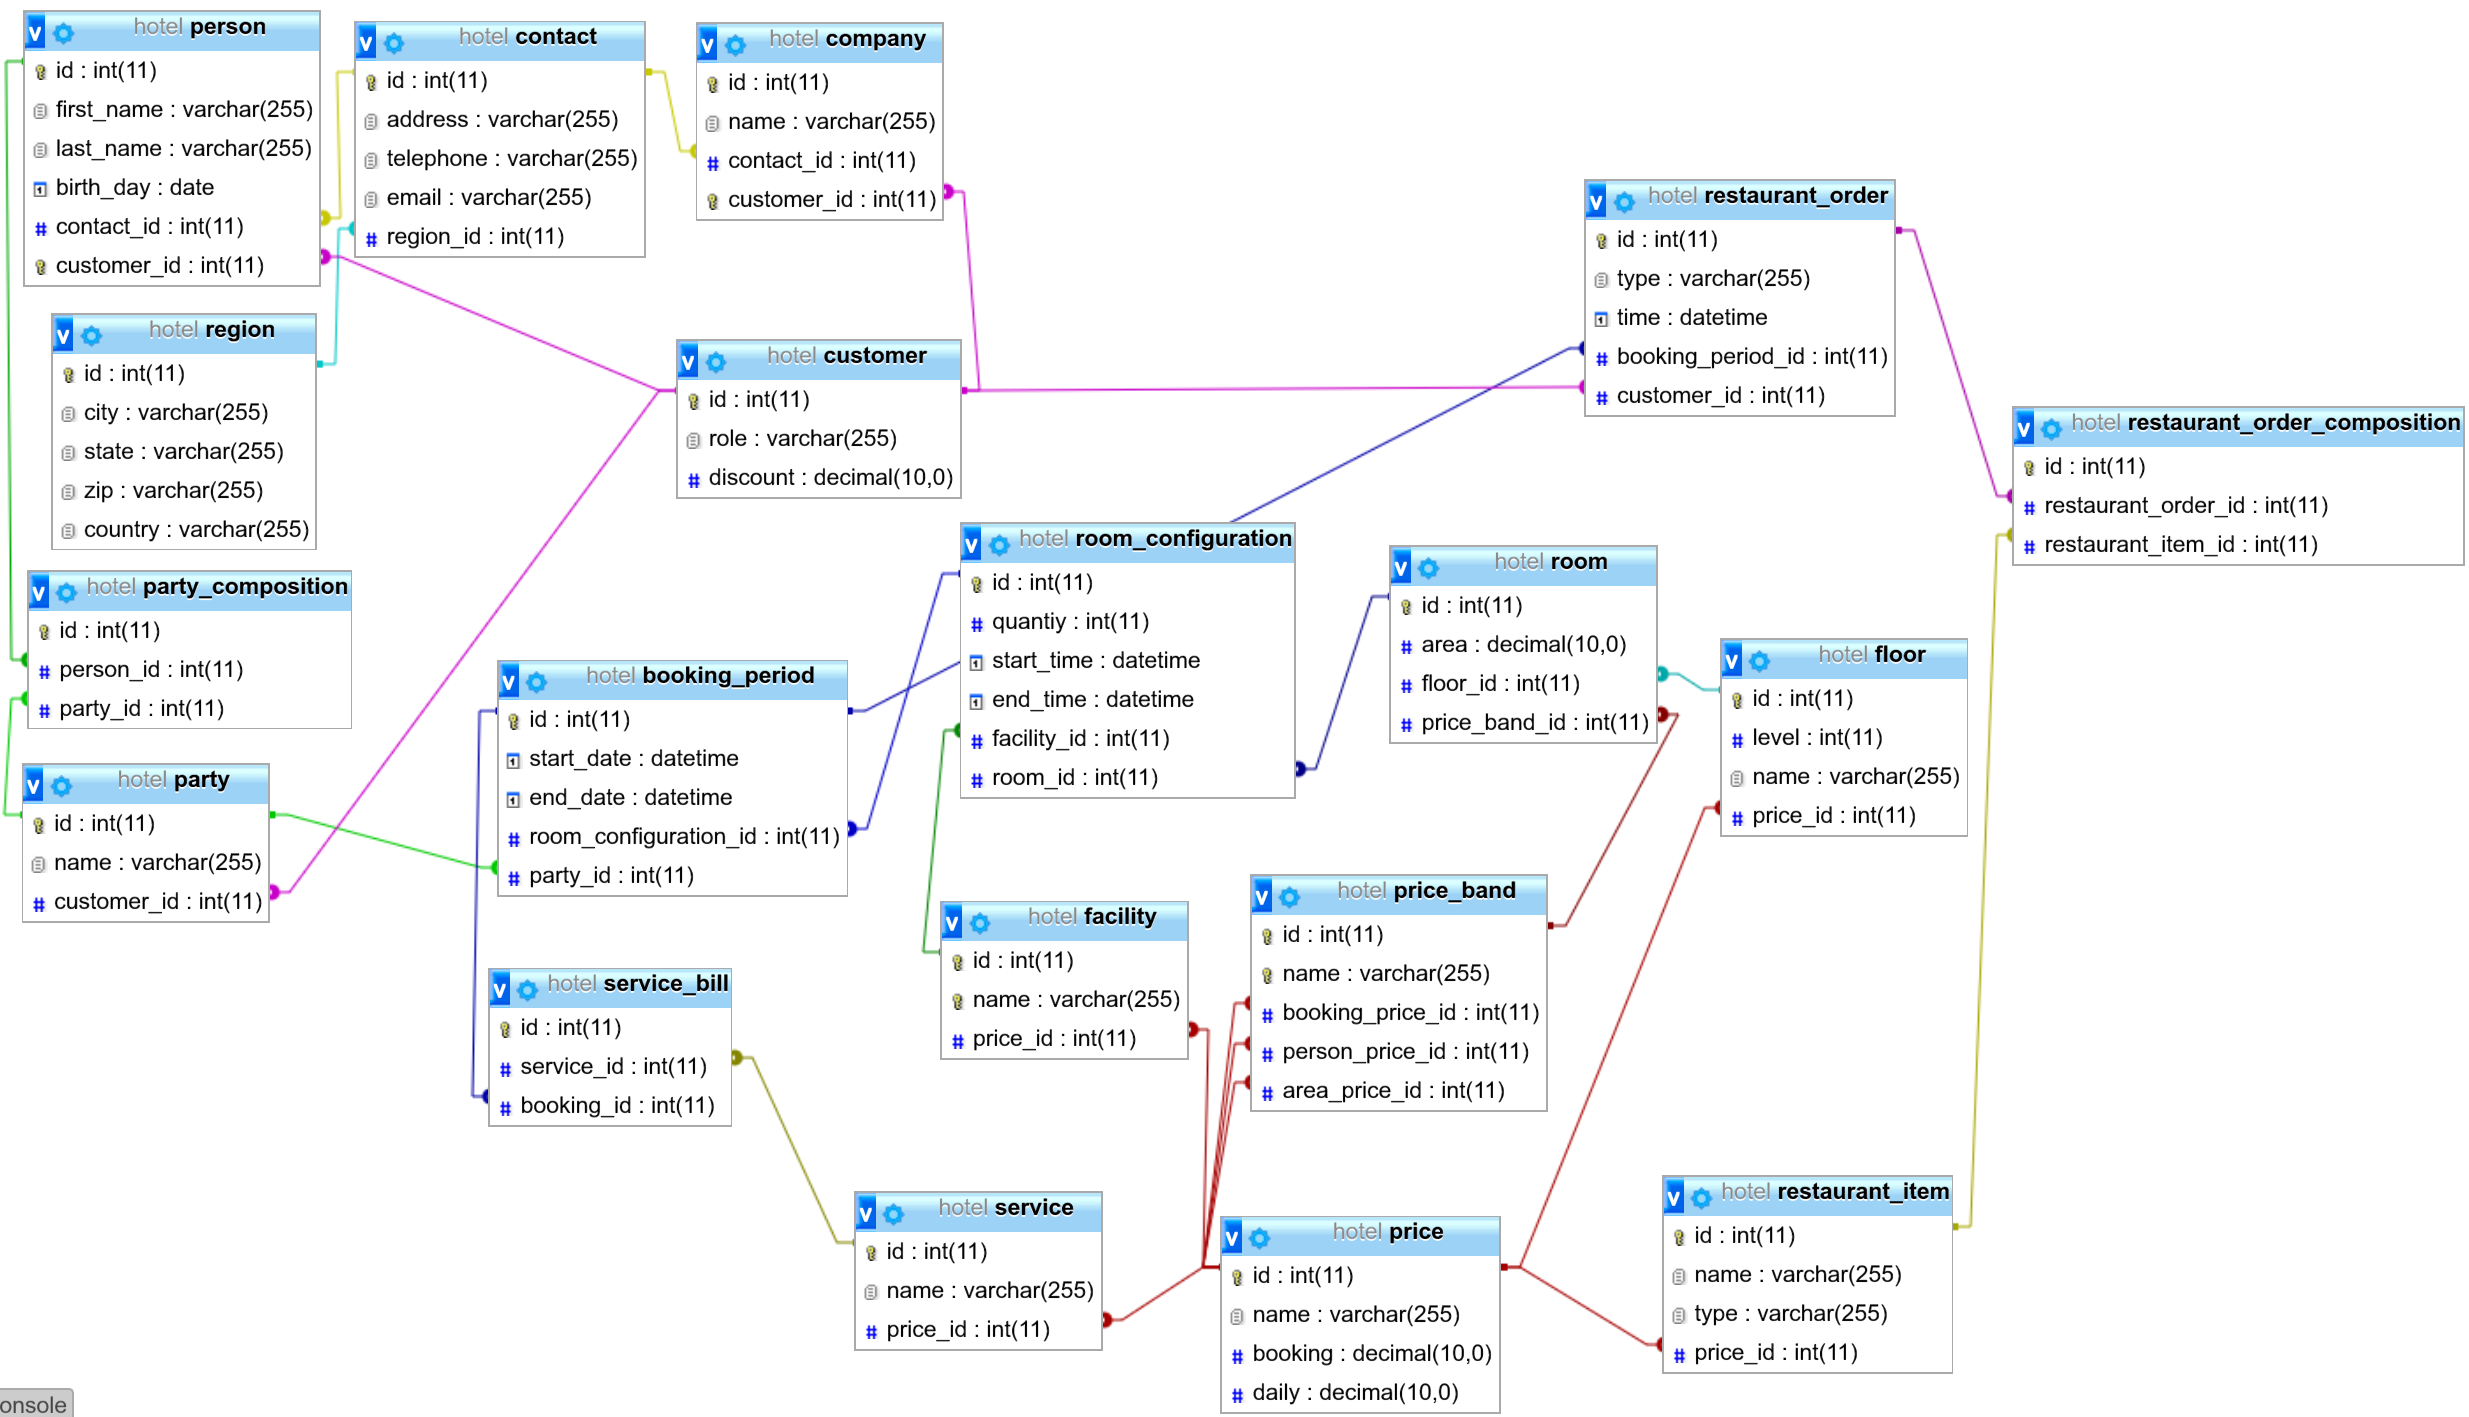 hotel person
id : int(11)
first_name : varchar(255)
last_name : varchar(255)
birth_day : date
contact_id : int(11)
customer_id : int(11)
hotel contact
id : int(11)
address : varchar(255)
telephone : varchar(255)
email : varchar(255)
region_id : int(11)
hotel company
id : int(11)
name : varchar(255)
contact_id : int(11)
customer_id : int(11)
hotel restaurant_order
id : int(11)
type : varchar(255)
time : datetime
booking_period_id : int(11)
customer_id : int(11)
hotel region
id : int(11)
city : varchar(255)
state : varchar(255)
zip : varchar(255)
country : varchar(255)
hotel customer
id : int(11)
role : varchar(255)
discount : decimal(10,0)
hotel restaurant_order_composition
id : int(11)
restaurant_order_id : int(11)
restaurant_item_id : int(11)
hotel party_composition
id : int(11)
person_id : int(11)
party_id : int(11)
hotel room_configuration
id : int(11)
quantiy : int(11)
start_time : datetime
end_time : datetime
facility_id : int(11)
room_id : int(11)
hotel room
id : int(11)
area : decimal(10,0)
floor_id : int(11)
price_band_id : int(11)
hotel floor
id : int(11)
level : int(11)
name : varchar(255)
price_id : int(11)
hotel booking_period
id : int(11)
start_date : datetime
end_date : datetime
room_configuration_id : int(11)
party_id : int(11)
hotel party
id : int(11)
name : varchar(255)
customer_id : int(11)
hotel facility
id : int(11)
name : varchar(255)
price_id : int(11)
hotel price_band
id : int(11)
name : varchar(255)
booking_price_id : int(11)
person_price_id : int(11)
area_price_id : int(11)
hotel service_bill
id : int(11)
service_id : int(11)
booking_id : int(11)
hotel service
id : int(11)
name : varchar(255)
price_id : int(11)
hotel price
id : int(11)
name : varchar(255)
booking : decimal(10,0)
daily : decimal(10,0)
hotel restaurant_item
id : int(11)
name : varchar(255)
type : varchar(255)
price_id : int(11)
onsole